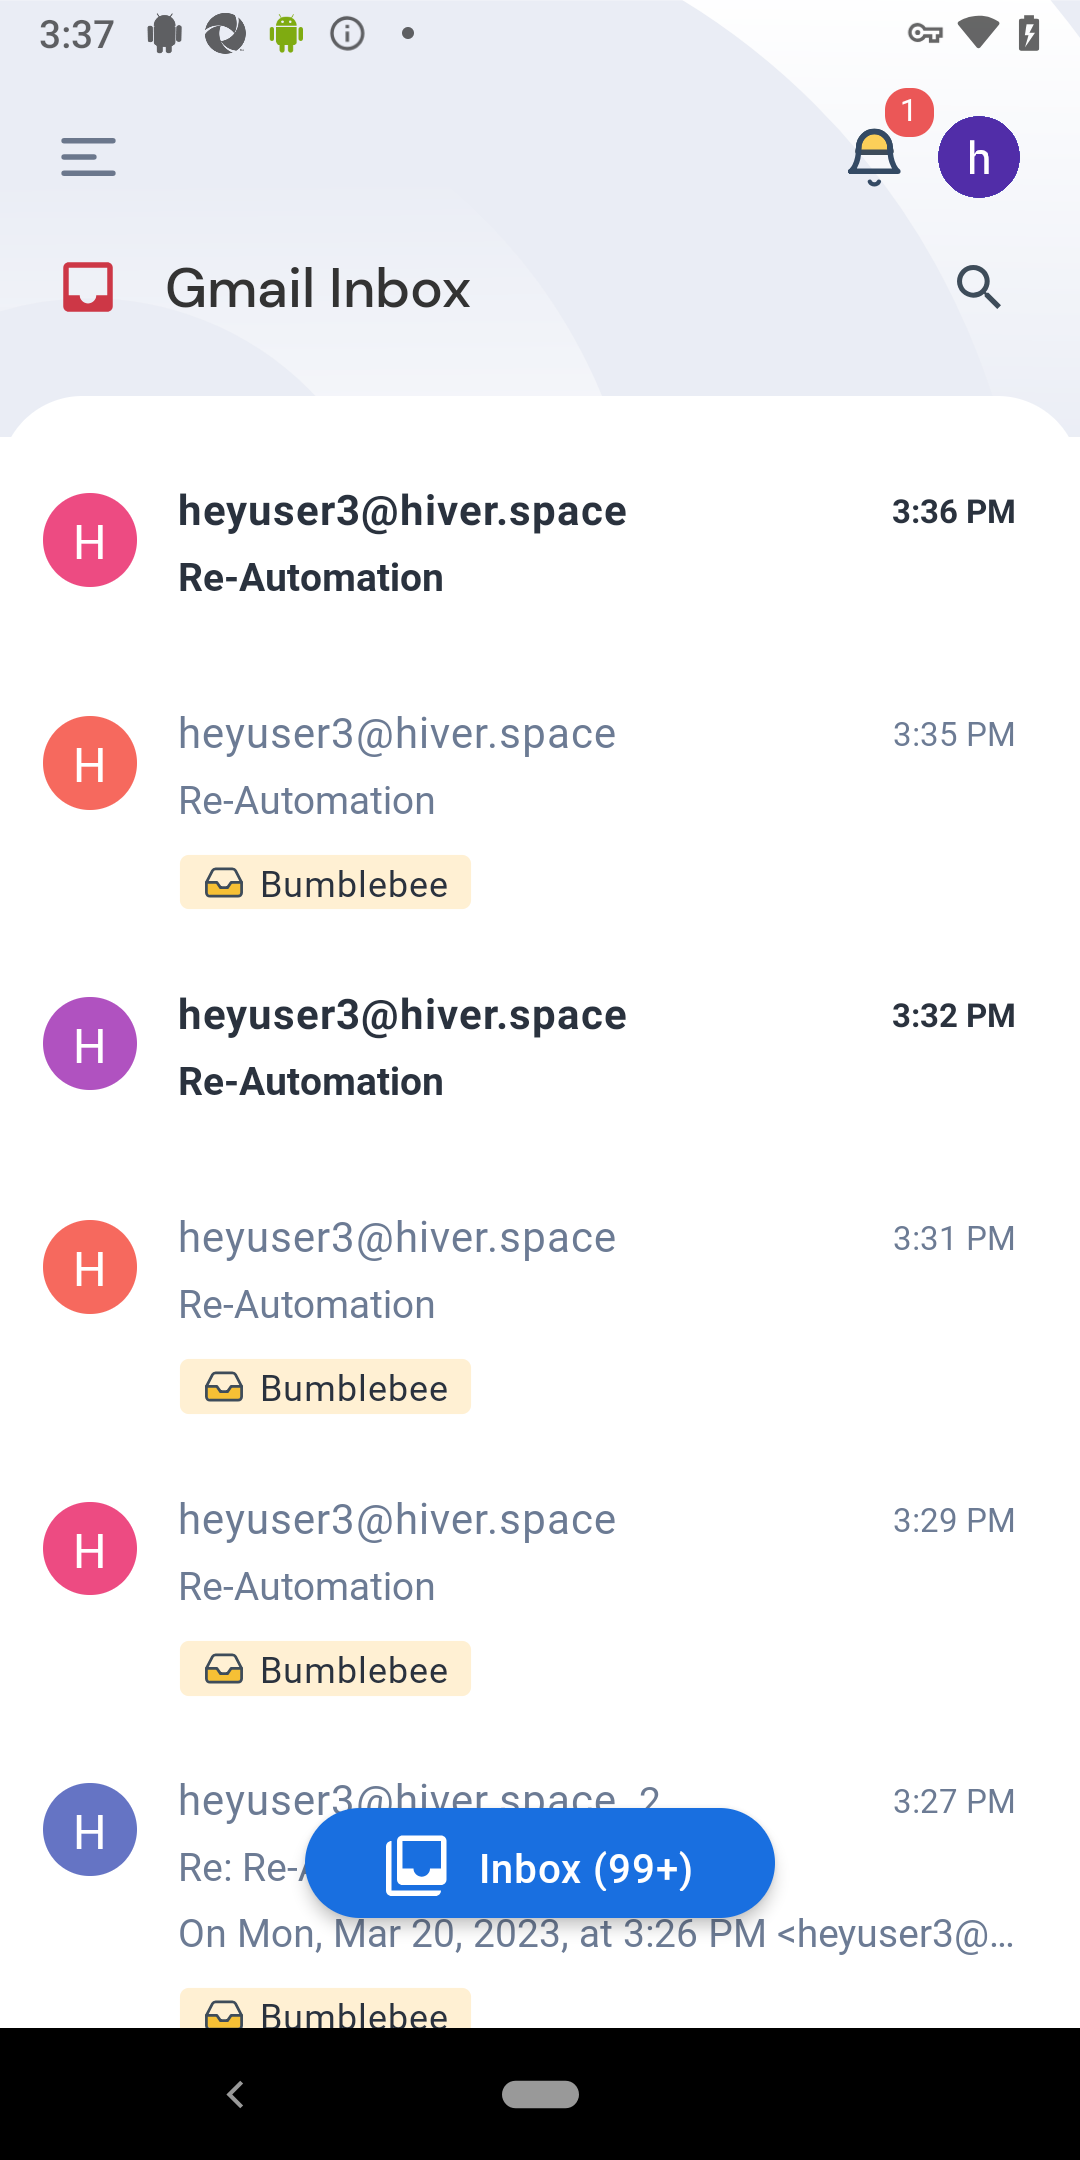 3:37
1
h
Gmail Inbox
H
heyuser3@hiver.space
3:36 PM
Re-Automation
H
heyuser3@hiver.space
3:35 PM
Re-Automation
Bumblebee
H
heyuser3@hiver.space
3:32 PM
Re-Automation
H
heyuser3@hiver.space
3:31 PM
Re-Automation
Bumblebee
H
heyuser3@hiver.space
3:29 PM
Re-Automation
Bumblebee
H
heyuser3@hiver.space 2
3:27 PM
Re: Re-A
Inbox (99+)
On Mon, Mar 20, 2023, at 3:26 PM <heyuser3@...
Bumblebee